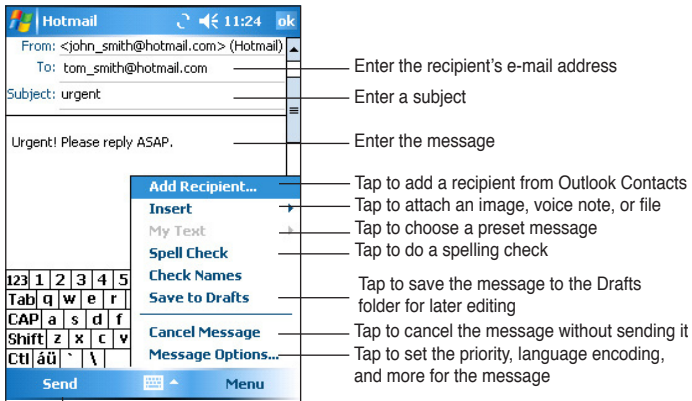 Hotmail 11:24 ok
From: <john_smith@hotmail.com> (Hotmail)
To: tom_smith@hotmail.com
Enter the recipient's e-mail address
Subject: urgent
Enter a subject
Urgent! Please reply ASAP.
Enter the message
Add Recipient...
Tap to add a recipient from Outlook Contacts
Insert
Tap to attach an image, voice note, or file
My Text
Tap to choose a preset message
Spell Check
Tap to do a spelling check
Check Names
Save to Drafts
Tap to save the message to the Drafts
folder for later editing
Cancel Message
Tap to cancel the message without sending it
Message Options...
Tap to set the priority, language encoding,
and more for the message
123 1 2 3 4 5
Tab q w e r
CAP a s d f
Shift z x c v
Ctl áü ` \
Send Menu